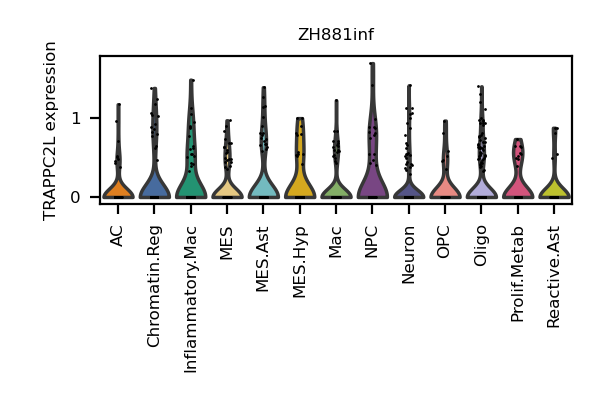 ZH881inf
TRAPPC2L expression
1
0
AC
Chromatin.Reg
Inflammatory.Mac
MES
MES.Ast
MES.Hyp
Mac
NPC
Neuron
OPC
Oligo
Prolif.Metab
Reactive.Ast